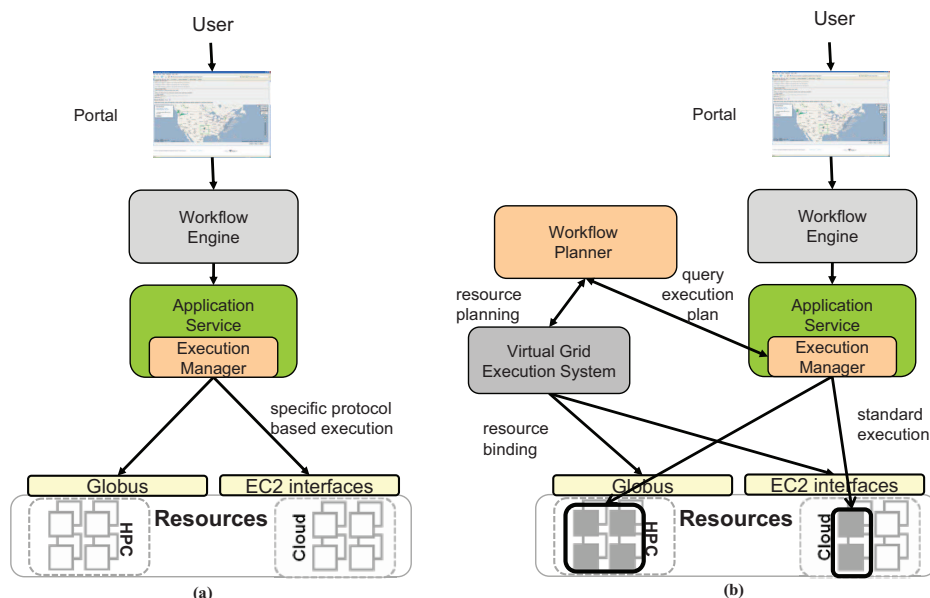 User
Portal
Workflow
Engine
Application
Service
Execution
Manager
specific protocol
based execution
Globus
EC2 interfaces
Resources
HPC
Cloud
(a)
User
Portal
Workflow
Planner
Workflow
Engine
resource
planning
query
execution
plan
Application
Service
Execution
Manager
Virtual Grid
Execution System
resource
binding
standard
execution
Globus
EC2 interfaces
Resources
HPC
Cloud
(b)